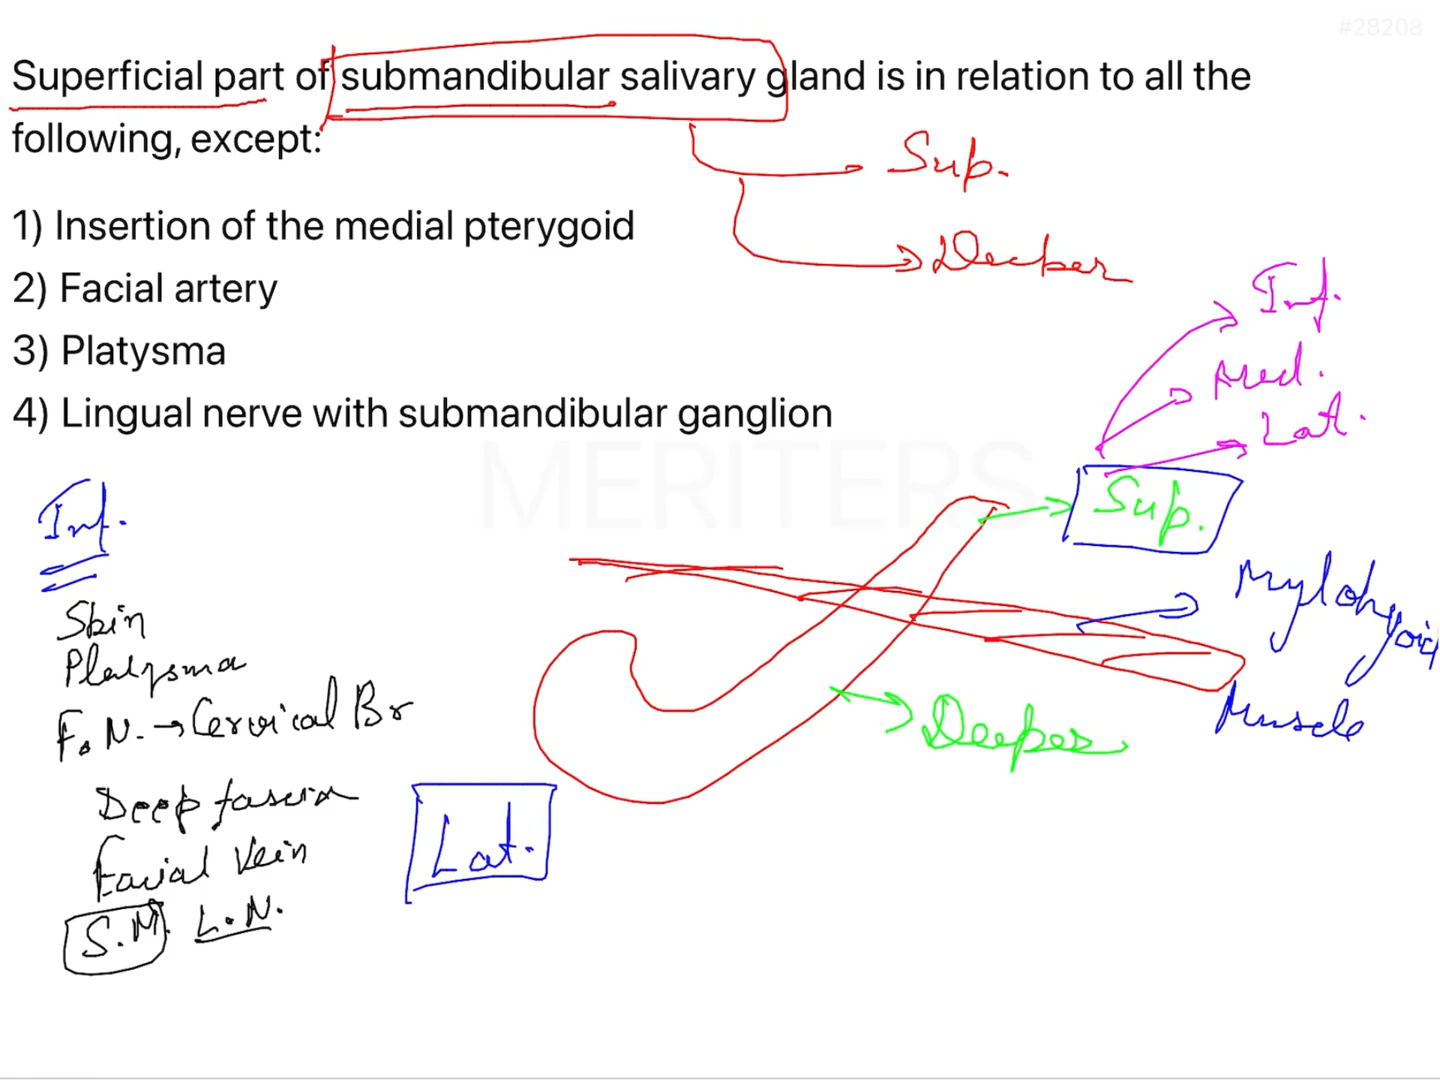 #28208
Superficial part of submandibular salivary gland is in relation to all the
following, except:
Sup.
1) Insertion of the medial pterygoid
Deeper
2) Facial artery
Inf.
3) Platysma
Med.
4) Lingual nerve with submandibular ganglion
Lat.
MERITERS
Inf.
Sup.
Skin
Mylohyoid
Muscle
Platysma
F. N. → Cervical Br
Deeper
Deep fascia
Facial Vein
Lat.
S.M. L.N.